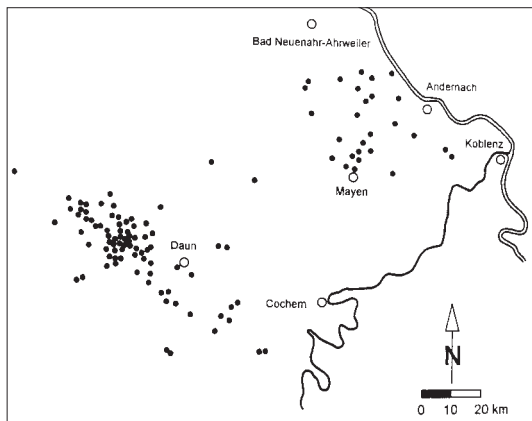 Bad Neuenahr-Ahrweiler
Andernach
Koblenz
Mayen
Daun
Cochem
N
0 10 20 km